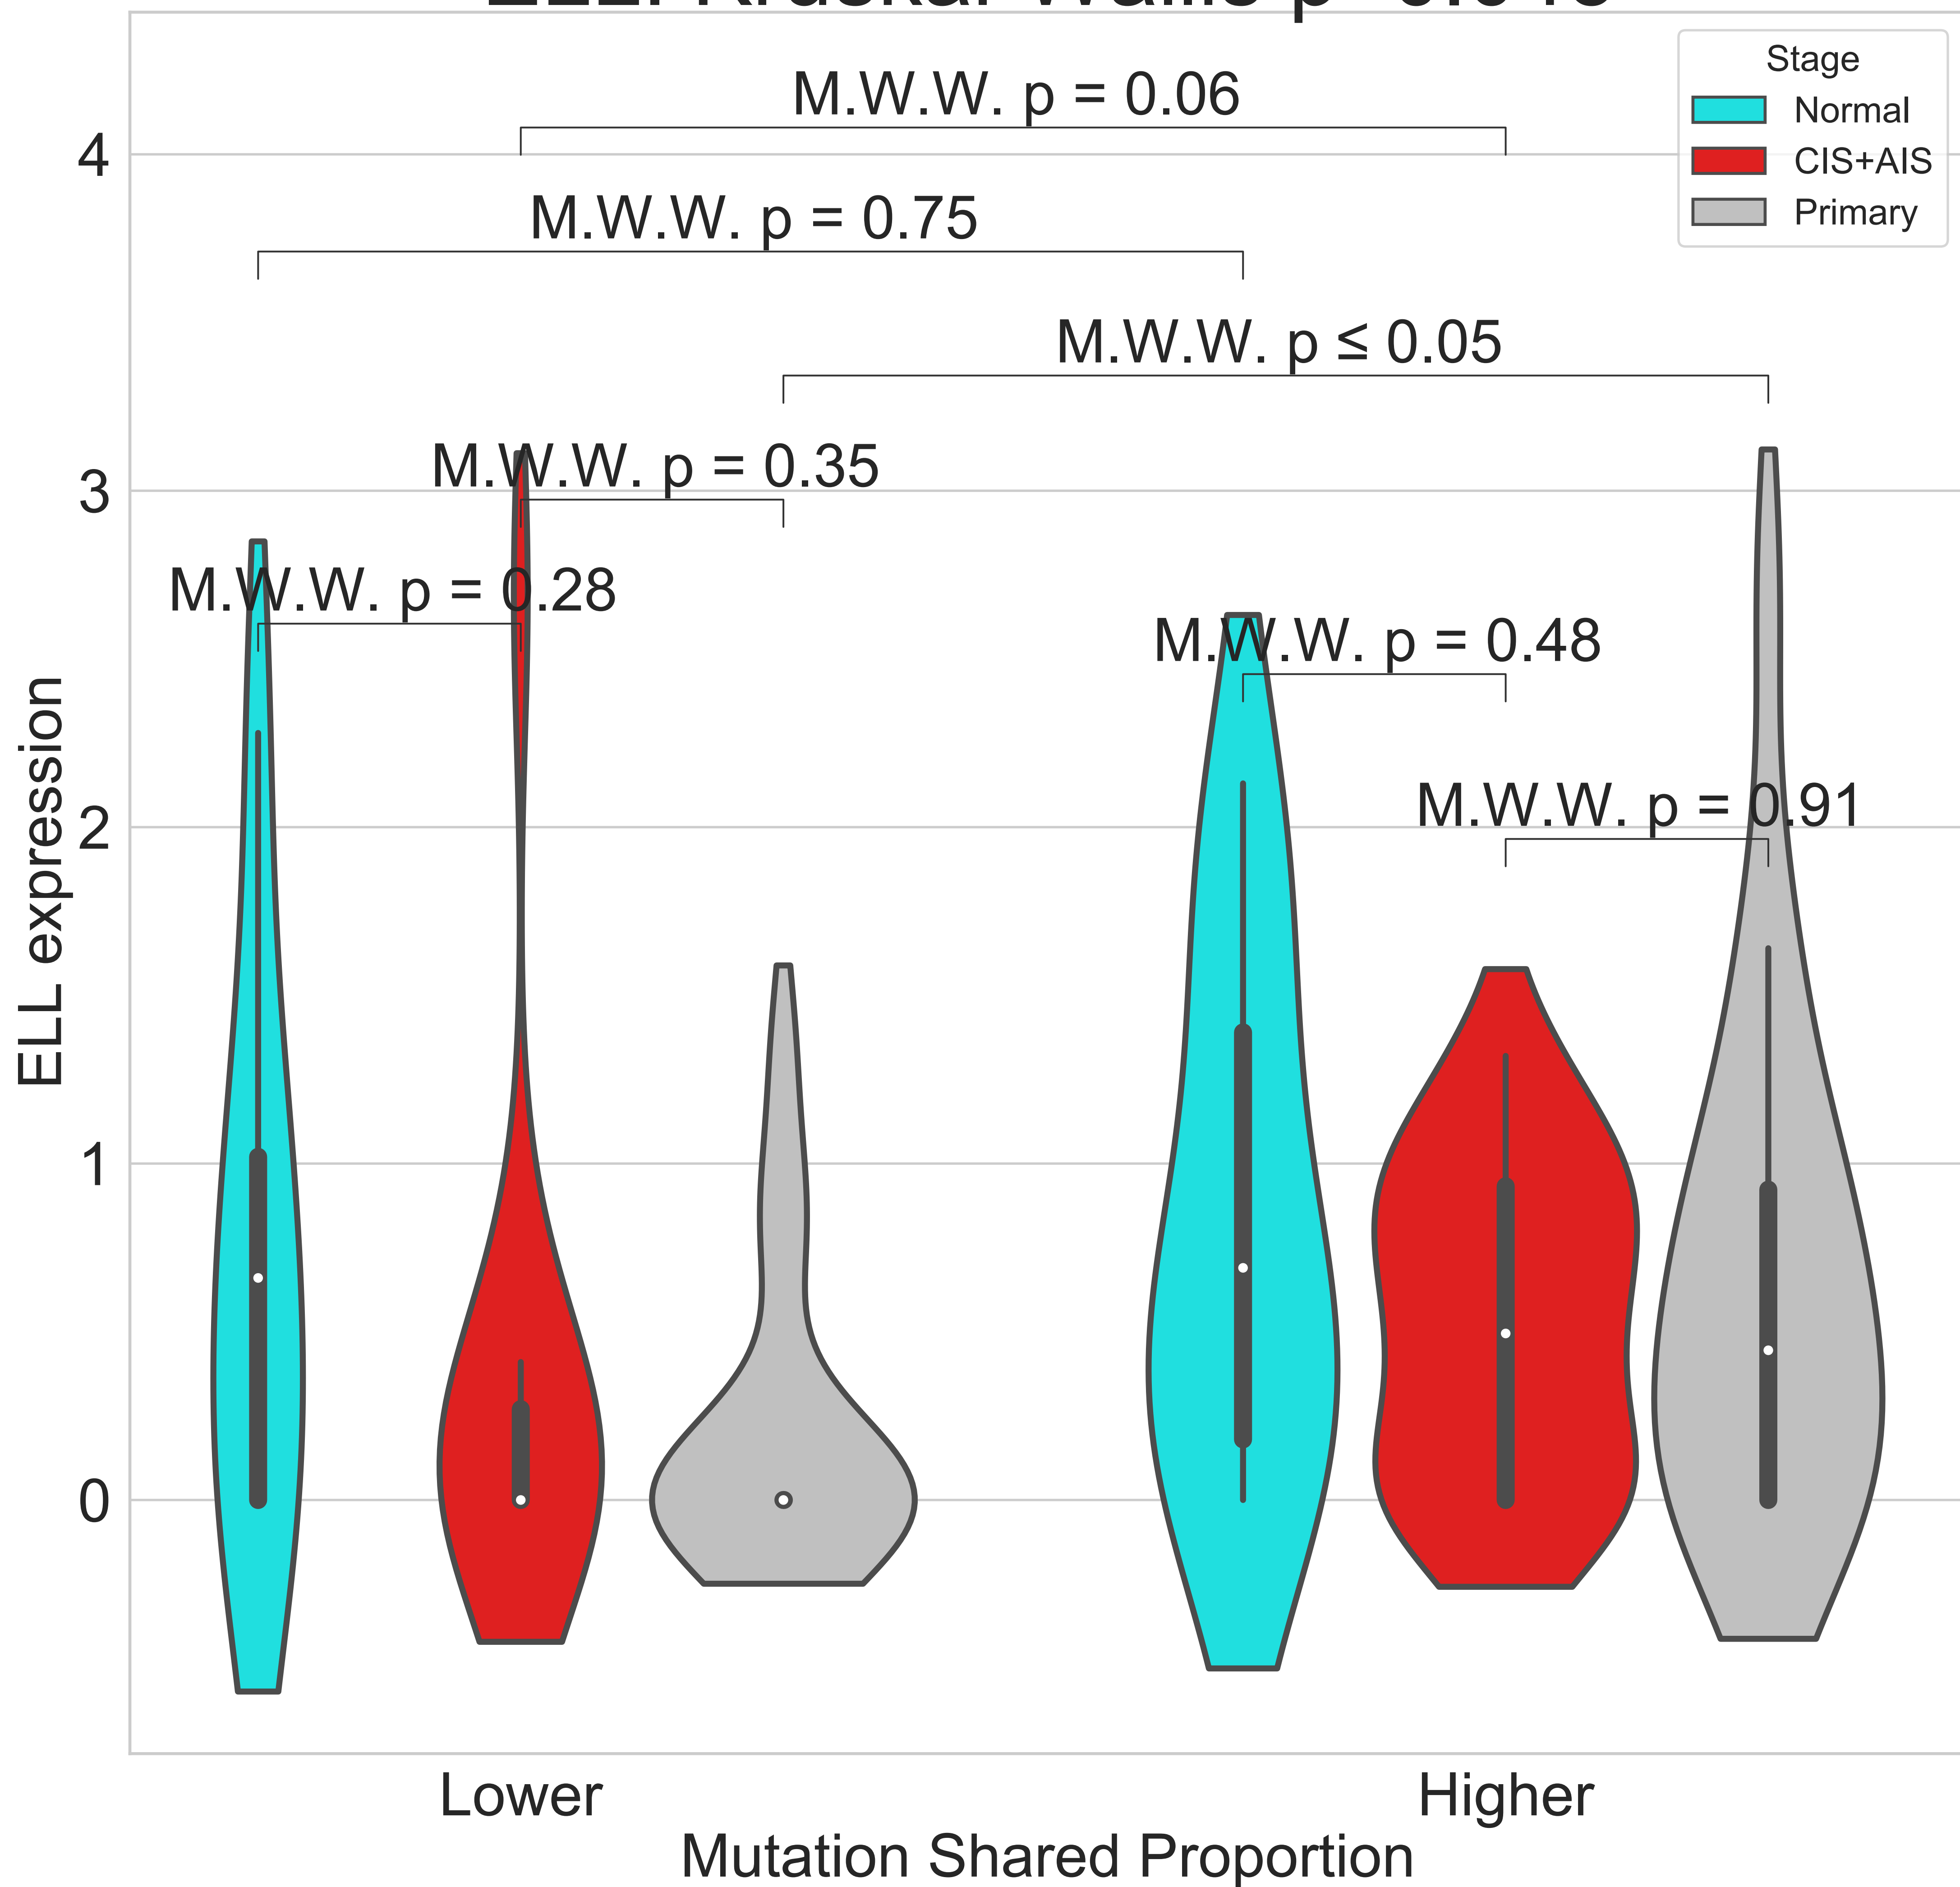 Stage
Normal
CIS+AIS
Primary
M.W.W. p = 0.06
M.W.W. p = 0.75
M.W.W. p ≤ 0.05
M.W.W. p = 0.35
M.W.W. p = 0.28
M.W.W. p = 0.48
M.W.W. p = 0.91
4
3
2
1
0
ELL expression
Lower
Higher
Mutation Shared Proportion